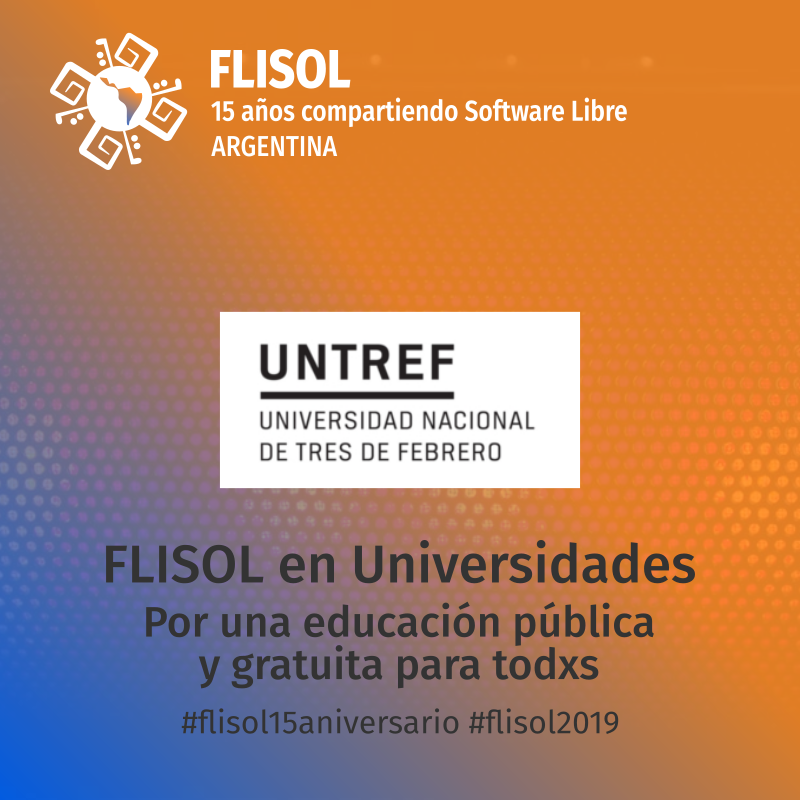 FLISOL
15 años compartiendo Software Libre
ARGENTINA
UNTREF
UNIVERSIDAD NACIONAL
DE TRES DE FEBRERO
FLISOL en Universidades
Por una educación pública
y gratuita para todxs
#flisol15aniversario #flisol2019